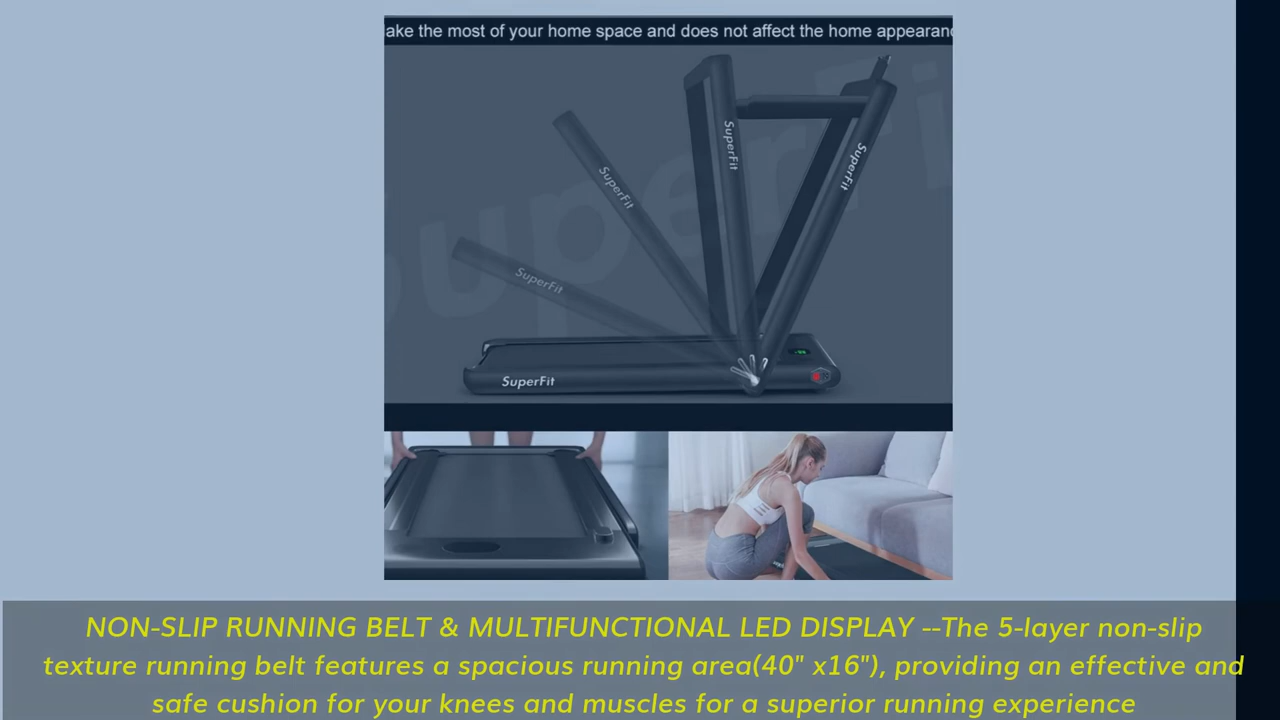 ake the most of your home space and does not affect the home appearanc
SuperFit
SuperFit
SuperFit
SuperFit
SuperFit
SuperFit
NON-SLIP RUNNING BELT & MULTIFUNCTIONAL LED DISPLAY --The 5-layer non-slip
texture running belt features a spacious running area(40" x16"), providing an effective and
safe cushion for your knees and muscles for a superior running experience